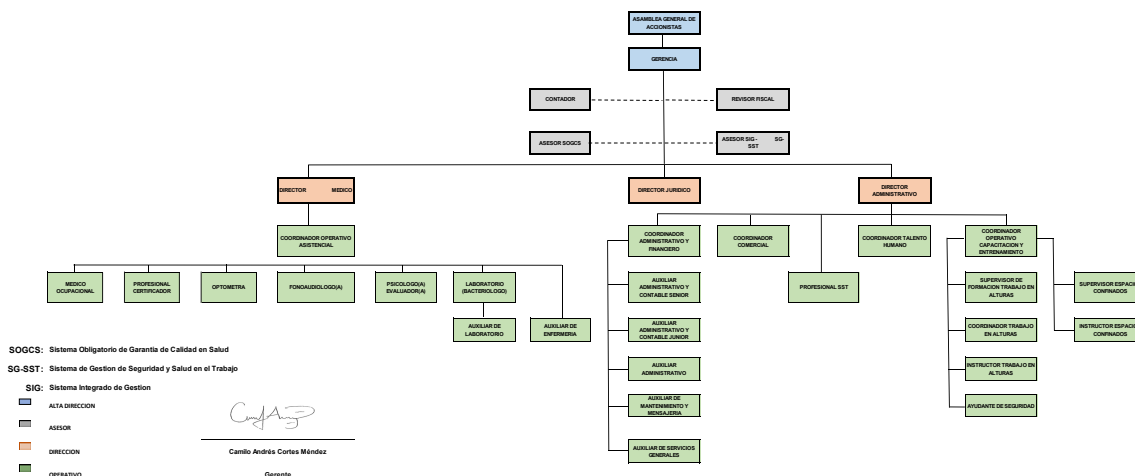 ASAMBLEA GENERAL DE
ACCIONISTAS
GERENCIA
CONTADOR
REVISOR FISCAL
ASESOR SOGCS
ASESOR SIG - SG-
SST
DIRECTOR MEDICO
DIRECTOR JURIDICO
DIRECTOR
ADMINISTRATIVO
COORDINADOR OPERATIVO
ASISTENCIAL
COORDINADOR
ADMINISTRATIVO Y
FINANCIERO
COORDINADOR
COMERCIAL
COORDINADOR TALENTO
HUMANO
COORDINADOR
OPERATIVO
CAPACITACION Y
ENTRENAMIENTO
MEDICO
OCUPACIONAL
PROFESIONAL
CERTIFICADOR
OPTOMETRA
FONOAUDIOLOGO(A)
PSICOLOGO(A)
EVALUADOR(A)
LABORATORIO
(BACTERIOLOGO)
AUXILIAR
ADMINISTRATIVO Y
CONTABLE SENIOR
PROFESIONAL SST
SUPERVISOR DE
FORMACION TRABAJO EN
ALTURAS
SUPERVISOR ESPACI
CONFINADOS
AUXILIAR DE
LABORATORIO
AUXILIAR DE
ENFERMERIA
AUXILIAR
ADMINISTRATIVO Y
CONTABLE JUNIOR
COORDINADOR TRABAJO
EN ALTURAS
INSTRUCTOR ESPACI
CONFINADOS
AUXILIAR
ADMINISTRATIVO
INSTRUCTOR TRABAJO EN
ALTURAS
AUXILIAR DE
MANTENIMIENTO Y
MENSAJERIA
AYUDANTE DE SEGURIDAD
AUXILIAR DE SERVICIOS
GENERALES
SOGCS: Sistema Obligatorio de Garantia de Calidad en Salud
SG-SST: Sistema de Gestion de Seguridad y Salud en el Trabajo
SIG: Sistema Integrado de Gestion
ALTA DIRECCION
ASESOR
DIRECCION
OPERATIVO
Camilo Andrés Cortes Méndez
Gerente